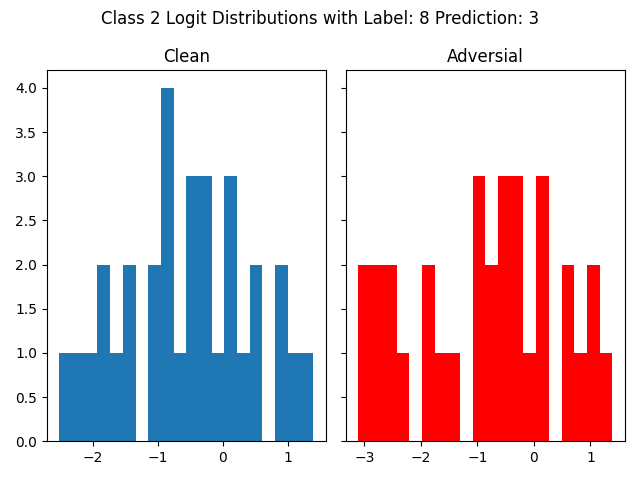 Class 2 Logit Distributions with Label: 8 Prediction: 3
Clean
Adversial
4.0
3.5
3.0
2.5
2.0
1.5
1.0
0.5
0.0
−2 −1 0 1
−3 −2 −1 0 1